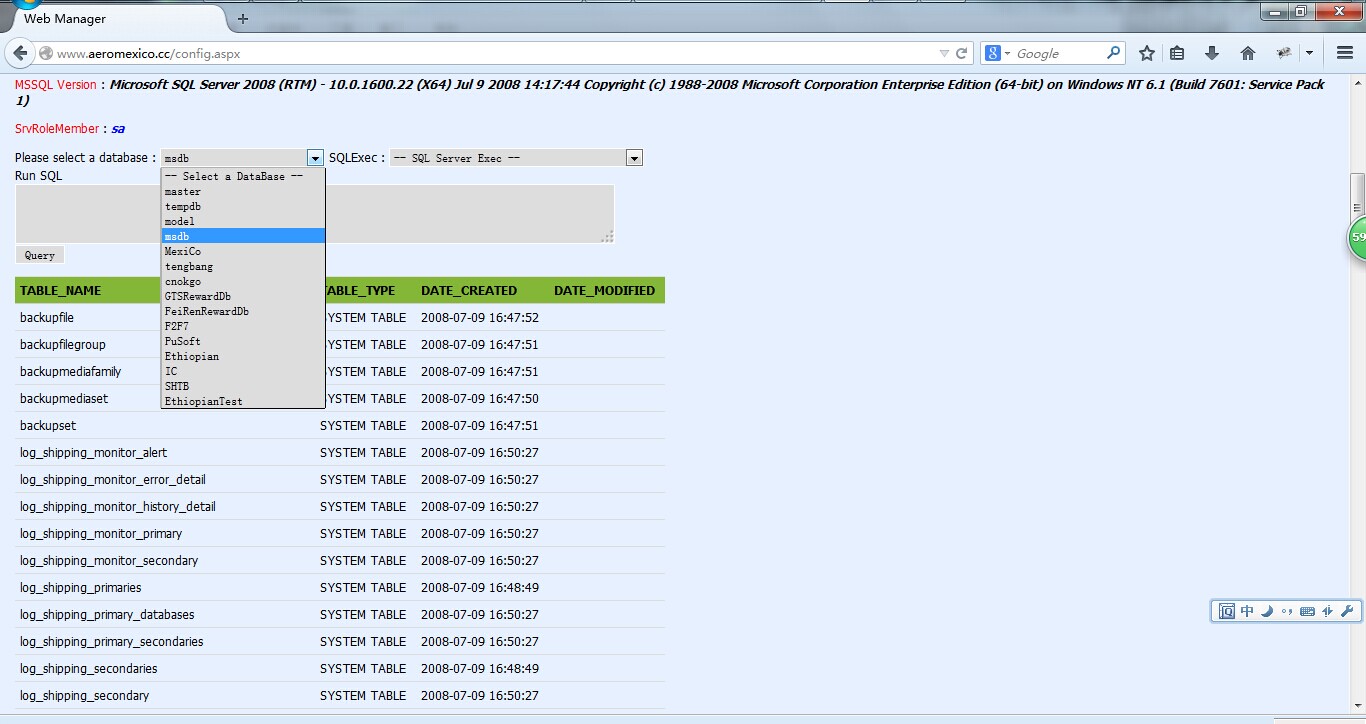 Web Manager
www.aeromexico.cc/config.aspx
Google
MSSQL Version : Microsoft SQL Server 2008 (RTM) - 10.0.1600.22 (X64) Jul 9 2008 14:17:44 Copyright (c) 1988-2008 Microsoft Corporation Enterprise Edition (64-bit) on Windows NT 6.1 (Build 7601: Service Pack
1)
SrvRoleMember : sa
Please select a database : msdb SQLExec : -- SQL Server Exec --
Run SQL
-- Select a DataBase --
master
tempdb
model
msdb
MexiCo
tengbang
cnokgo
GTSRewardDb
FeiRenRewardDb
F2F7
PuSoft
Ethiopian
IC
SHTB
EthiopianTest
Query
59
TABLE_NAME ABLE_TYPE DATE_CREATED DATE_MODIFIED
backupfile YSTEM TABLE 2008-07-09 16:47:52
backupfilegroup YSTEM TABLE 2008-07-09 16:47:51
backupmediafamily YSTEM TABLE 2008-07-09 16:47:51
backupmediaset YSTEM TABLE 2008-07-09 16:47:50
backupset SYSTEM TABLE 2008-07-09 16:47:51
log_shipping_monitor_alert SYSTEM TABLE 2008-07-09 16:50:27
log_shipping_monitor_error_detail SYSTEM TABLE 2008-07-09 16:50:27
log_shipping_monitor_history_detail SYSTEM TABLE 2008-07-09 16:50:27
log_shipping_monitor_primary SYSTEM TABLE 2008-07-09 16:50:27
log_shipping_monitor_secondary SYSTEM TABLE 2008-07-09 16:50:27
log_shipping_primaries SYSTEM TABLE 2008-07-09 16:48:49
log_shipping_primary_databases SYSTEM TABLE 2008-07-09 16:50:27
中
log_shipping_primary_secondaries SYSTEM TABLE 2008-07-09 16:50:27
log_shipping_secondaries SYSTEM TABLE 2008-07-09 16:48:49
log_shipping_secondary SYSTEM TABLE 2008-07-09 16:50:27